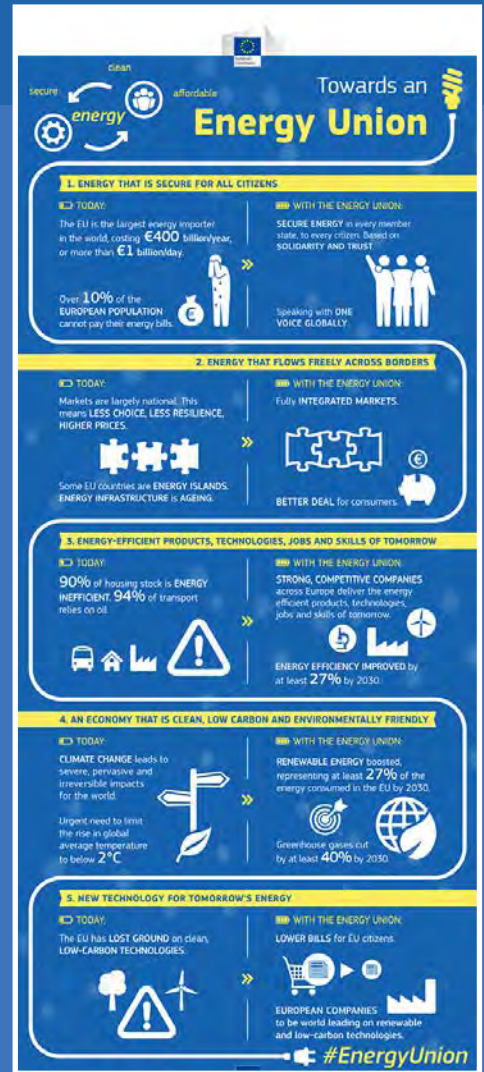 clean
secure
energy
affordable
Towards an
Energy Union
1. ENERGY THAT IS SECURE FOR ALL CITIZENS
TODAY:
The EU is the largest energy importer
in the world, costing €400 billion/year,
or more than €1 billion/day.
Over 10% of the
EUROPEAN POPULATION
cannot pay their energy bills.
€
WITH THE ENERGY UNION:
SECURE ENERGY in every member
state, to every citizen. Based on
SOLIDARITY AND TRUST.
Speaking with ONE
VOICE GLOBALLY.
2. ENERGY THAT FLOWS FREELY ACROSS BORDERS
TODAY:
Markets are largely national. This
means LESS CHOICE, LESS RESILIENCE,
HIGHER PRICES.
Some EU countries are ENERGY ISLANDS.
ENERGY INFRASTRUCTURE is AGEING.
WITH THE ENERGY UNION:
Fully INTEGRATED MARKETS.
€
BETTER DEAL for consumers.
3. ENERGY-EFFICIENT PRODUCTS, TECHNOLOGIES, JOBS AND SKILLS OF TOMORROW
TODAY:
90% of housing stock is ENERGY
INEFFICIENT. 94% of transport
relies on oil.
WITH THE ENERGY UNION:
STRONG, COMPETITIVE COMPANIES
across Europe deliver the energy
efficient products, technologies,
jobs and skills of tomorrow.
ENERGY EFFICIENCY IMPROVED by
at least 27% by 2030.
4. AN ECONOMY THAT IS CLEAN, LOW CARBON AND ENVIRONMENTALLY FRIENDLY
TODAY:
CLIMATE CHANGE leads to
severe, pervasive and
irreversible impacts
for the world.
Urgent need to limit
the rise in global
average temperature
to below 2°C
WITH THE ENERGY UNION:
RENEWABLE ENERGY boosted,
representing at least 27% of the
energy consumed in the EU by 2030.
Greenhouse gases cut
by at least 40% by 2030.
5. NEW TECHNOLOGY FOR TOMORROW'S ENERGY
TODAY:
The EU has LOST GROUND on clean,
LOW-CARBON TECHNOLOGIES.
WITH THE ENERGY UNION:
LOWER BILLS for EU citizens.
EUROPEAN COMPANIES
to be world leading on renewable
and low-carbon technologies.
#EnergyUnion